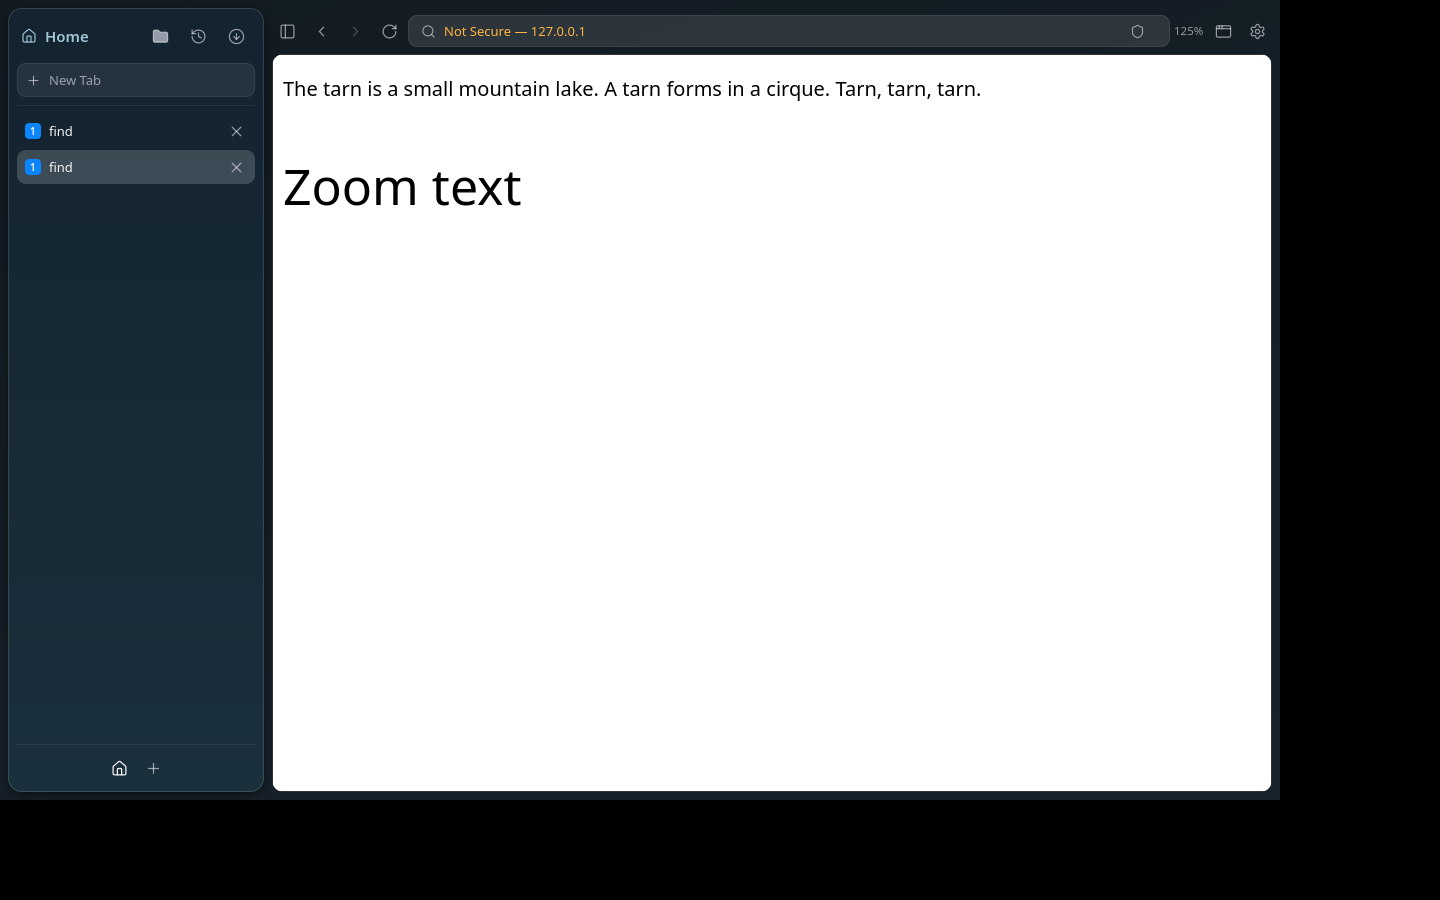 Home
New Tab
1 find
1 find
Not Secure — 127.0.0.1
125%
The tarn is a small mountain lake. A tarn forms in a cirque. Tarn, tarn, tarn.
Zoom text